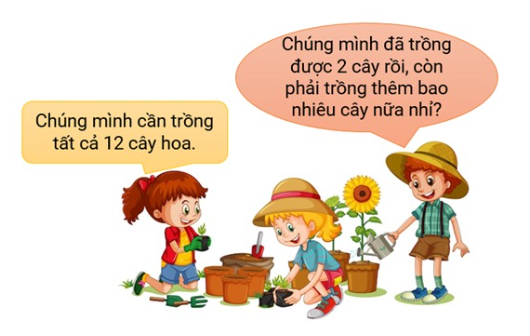 Chúng mình cần trồng
tất cả 12 cây hoa.
Chúng mình đã trồng
được 2 cây rồi, còn
phải trồng thêm bao
nhiêu cây nữa nhỉ?